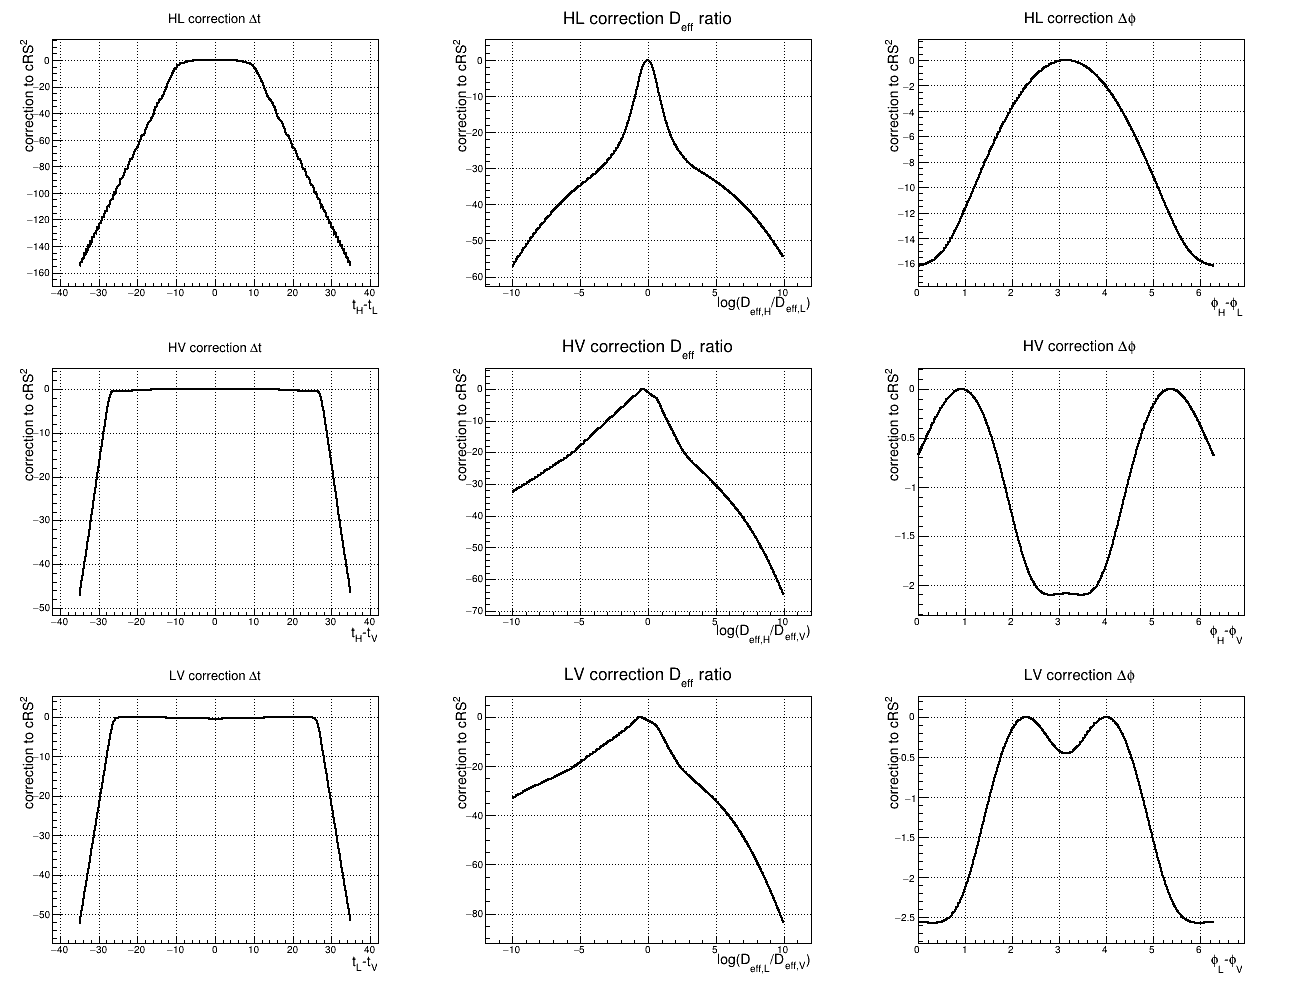 HL correction Δt
correction to cRS²
0
−20
−40
−60
−80
−100
−120
−140
−160
−40 −30 −20 −10 0 10 20 30 40
t_H-t_L
HL correction D_eff ratio
correction to cRS²
0
−10
−20
−30
−40
−50
−60
−10 −5 0 5 10
log(D_eff,H/D_eff,L)
HL correction Δϕ
correction to cRS²
0
−2
−4
−6
−8
−10
−12
−14
−16
0 1 2 3 4 5 6
ϕ_H-ϕ_L
HV correction Δt
correction to cRS²
0
−10
−20
−30
−40
−50
−40 −30 −20 −10 0 10 20 30 40
t_H-t_V
HV correction D_eff ratio
correction to cRS²
0
−10
−20
−30
−40
−50
−60
−70
−10 −5 0 5 10
log(D_eff,H/D_eff,V)
HV correction Δϕ
correction to cRS²
0
−0.5
−1
−1.5
−2
0 1 2 3 4 5 6
ϕ_H-ϕ_V
LV correction Δt
correction to cRS²
0
−10
−20
−30
−40
−50
−40 −30 −20 −10 0 10 20 30 40
t_L-t_V
LV correction D_eff ratio
correction to cRS²
0
−20
−40
−60
−80
−10 −5 0 5 10
log(D_eff,L/D_eff,V)
LV correction Δϕ
correction to cRS²
0
−0.5
−1
−1.5
−2
−2.5
0 1 2 3 4 5 6
ϕ_L-ϕ_V